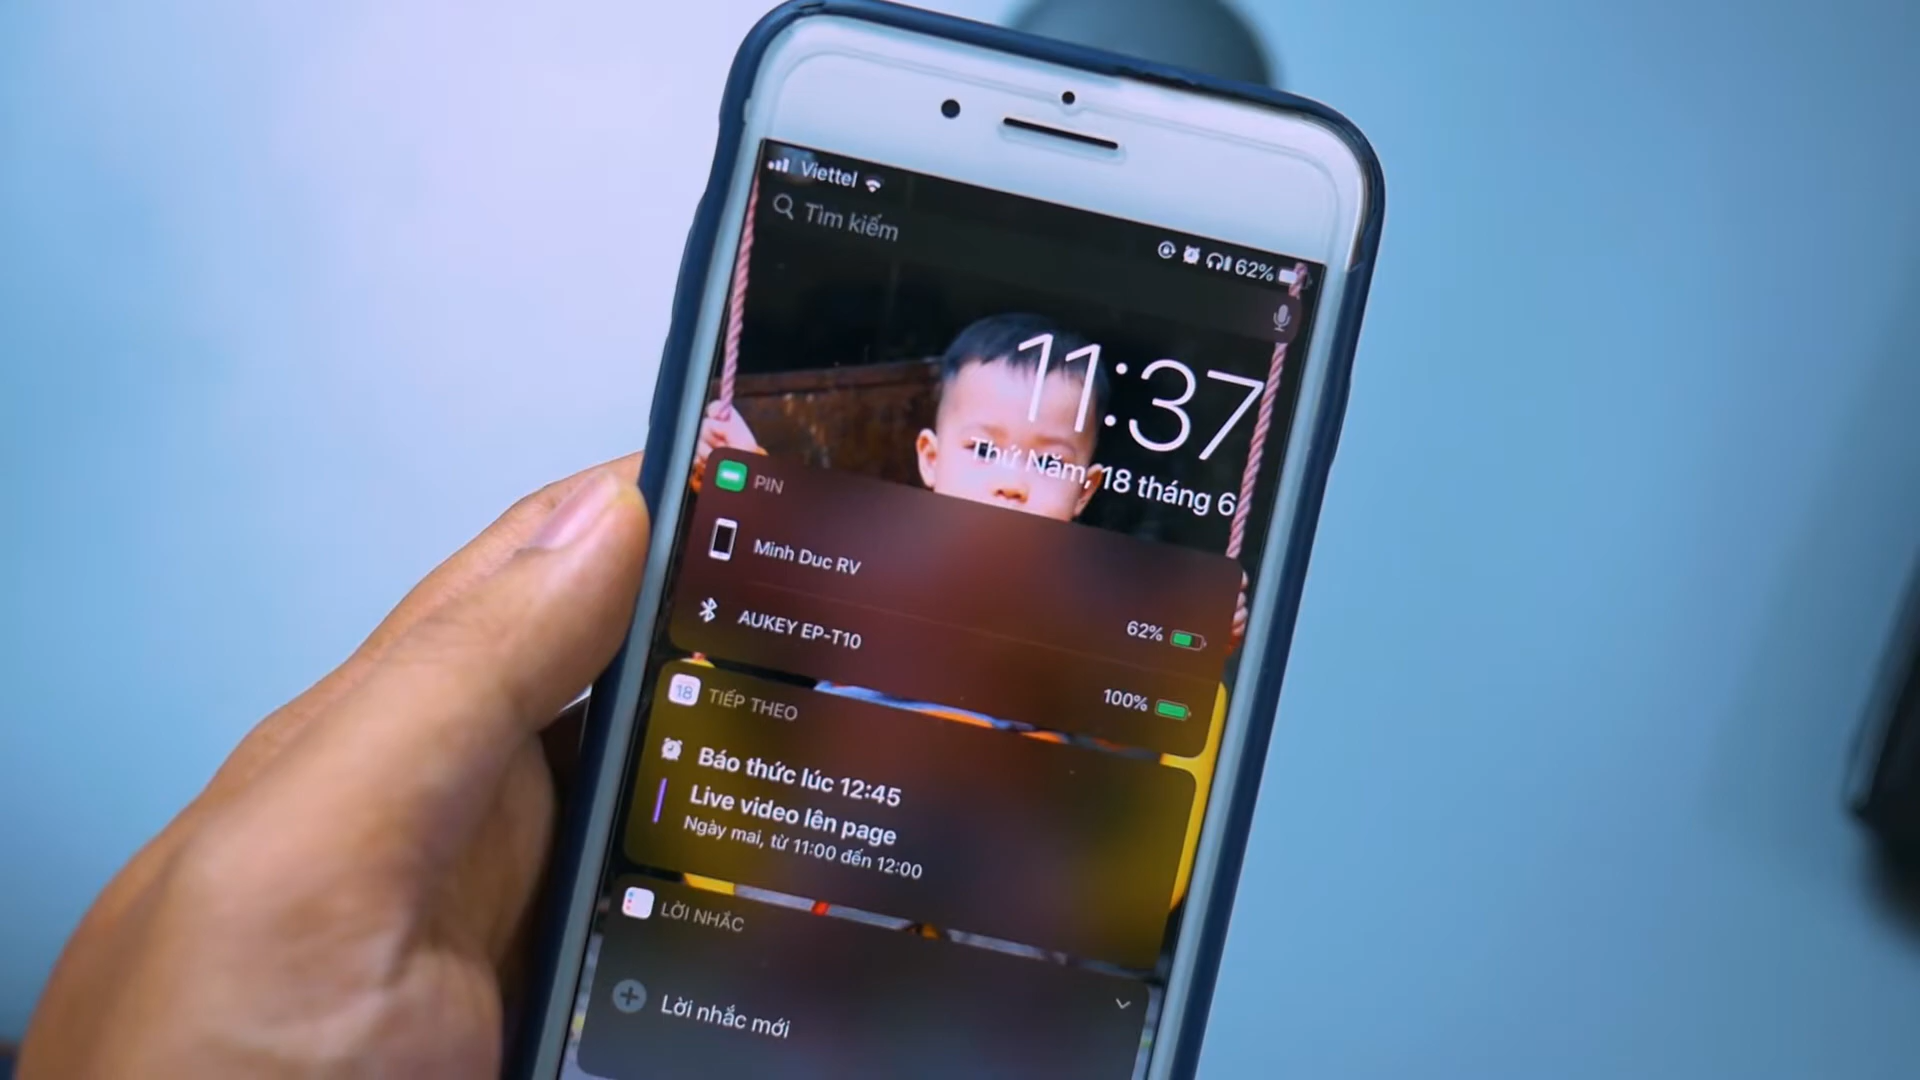 Viettel
Tìm kiếm
62%
11:37
Thứ Năm, 18 tháng 6
PIN
Minh Duc RV
62%
AUKEY EP-T10
100%
18
TIẾP THEO
Báo thức lúc 12:45
Live video lên page
Ngày mai, từ 11:00 đến 12:00
LỜI NHẮC
Lời nhắc mới